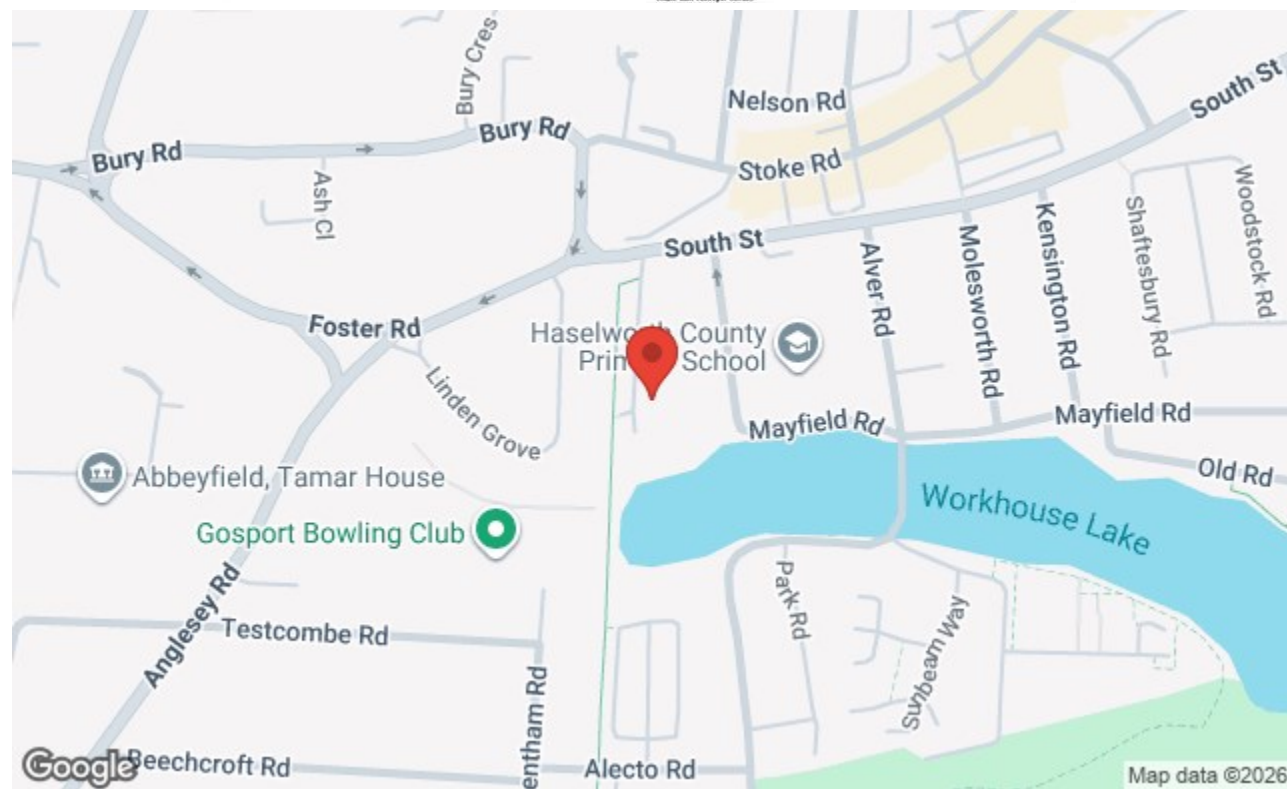 Bury Cres
Nelson Rd
South St
Bury Rd
Bury Rd
Stoke Rd
Ash Cl
South St
Alver Rd
Molesworth Rd
Kensington Rd
Shaftesbury Rd
Woodstock Rd
Foster Rd
Haselworth County
School
Linden Grove
Mayfield Rd
Mayfield Rd
Old Rd
Abbeyfield, Tamar House
Workhouse Lake
Gosport Bowling Club
Park Rd
Sunbeam Way
Anglesey Rd
Testcombe Rd
entham Rd
Beechcroft Rd
Alecto Rd
Google
Map data ©2026